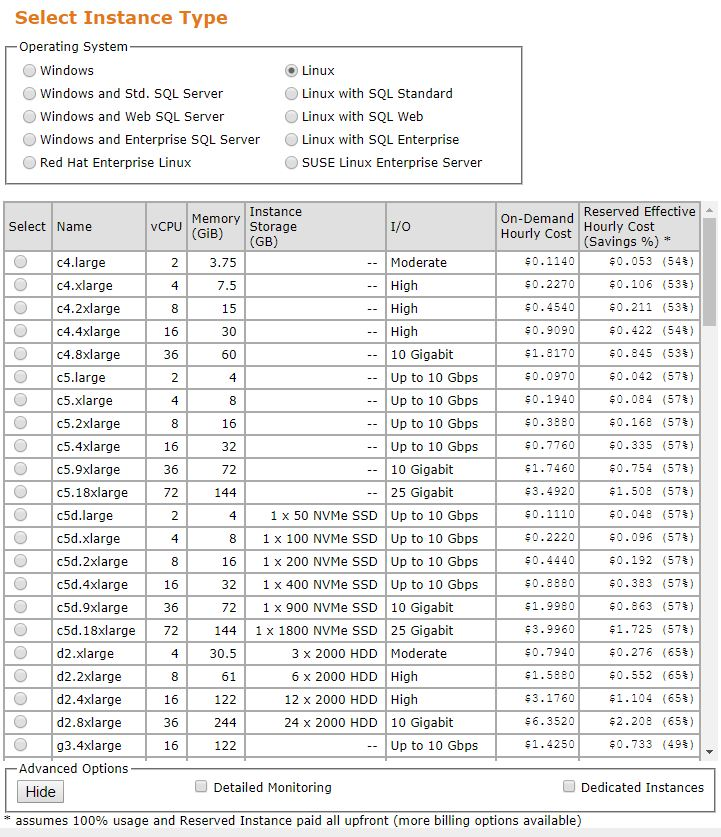 Select Instance Type
Operating System
Windows Linux
Windows and Std. SQL Server Linux with SQL Standard
Windows and Web SQL Server Linux with SQL Web
Windows and Enterprise SQL Server Linux with SQL Enterprise
Red Hat Enterprise Linux SUSE Linux Enterprise Server
Select Name vCPU Memory (GiB) Instance Storage (GB) I/O On-Demand Hourly Cost Reserved Effective Hourly Cost (Savings %) *
c4.large 2 3.75 -- Moderate $0.1140 $0.053 (54%)
c4.xlarge 4 7.5 -- High $0.2270 $0.106 (53%)
c4.2xlarge 8 15 -- High $0.4540 $0.211 (53%)
c4.4xlarge 16 30 -- High $0.9090 $0.422 (54%)
c4.8xlarge 36 60 -- 10 Gigabit $1.8170 $0.845 (53%)
c5.large 2 4 -- Up to 10 Gbps $0.0970 $0.042 (57%)
c5.xlarge 4 8 -- Up to 10 Gbps $0.1940 $0.084 (57%)
c5.2xlarge 8 16 -- Up to 10 Gbps $0.3880 $0.168 (57%)
c5.4xlarge 16 32 -- Up to 10 Gbps $0.7760 $0.335 (57%)
c5.9xlarge 36 72 -- 10 Gigabit $1.7460 $0.754 (57%)
c5.18xlarge 72 144 -- 25 Gigabit $3.4920 $1.508 (57%)
c5d.large 2 4 1 x 50 NVMe SSD Up to 10 Gbps $0.1110 $0.048 (57%)
c5d.xlarge 4 8 1 x 100 NVMe SSD Up to 10 Gbps $0.2220 $0.096 (57%)
c5d.2xlarge 8 16 1 x 200 NVMe SSD Up to 10 Gbps $0.4440 $0.192 (57%)
c5d.4xlarge 16 32 1 x 400 NVMe SSD Up to 10 Gbps $0.8880 $0.383 (57%)
c5d.9xlarge 36 72 1 x 900 NVMe SSD 10 Gigabit $1.9980 $0.863 (57%)
c5d.18xlarge 72 144 1 x 1800 NVMe SSD 25 Gigabit $3.9960 $1.725 (57%)
d2.xlarge 4 30.5 3 x 2000 HDD Moderate $0.7940 $0.276 (65%)
d2.2xlarge 8 61 6 x 2000 HDD High $1.5880 $0.552 (65%)
d2.4xlarge 16 122 12 x 2000 HDD High $3.1760 $1.104 (65%)
d2.8xlarge 36 244 24 x 2000 HDD 10 Gigabit $6.3520 $2.208 (65%)
g3.4xlarge 16 122 -- Up to 10 Gbps $1.4250 $0.733 (49%)
Advanced Options
Hide Detailed Monitoring Dedicated Instances
* assumes 100% usage and Reserved Instance paid all upfront (more billing options available)